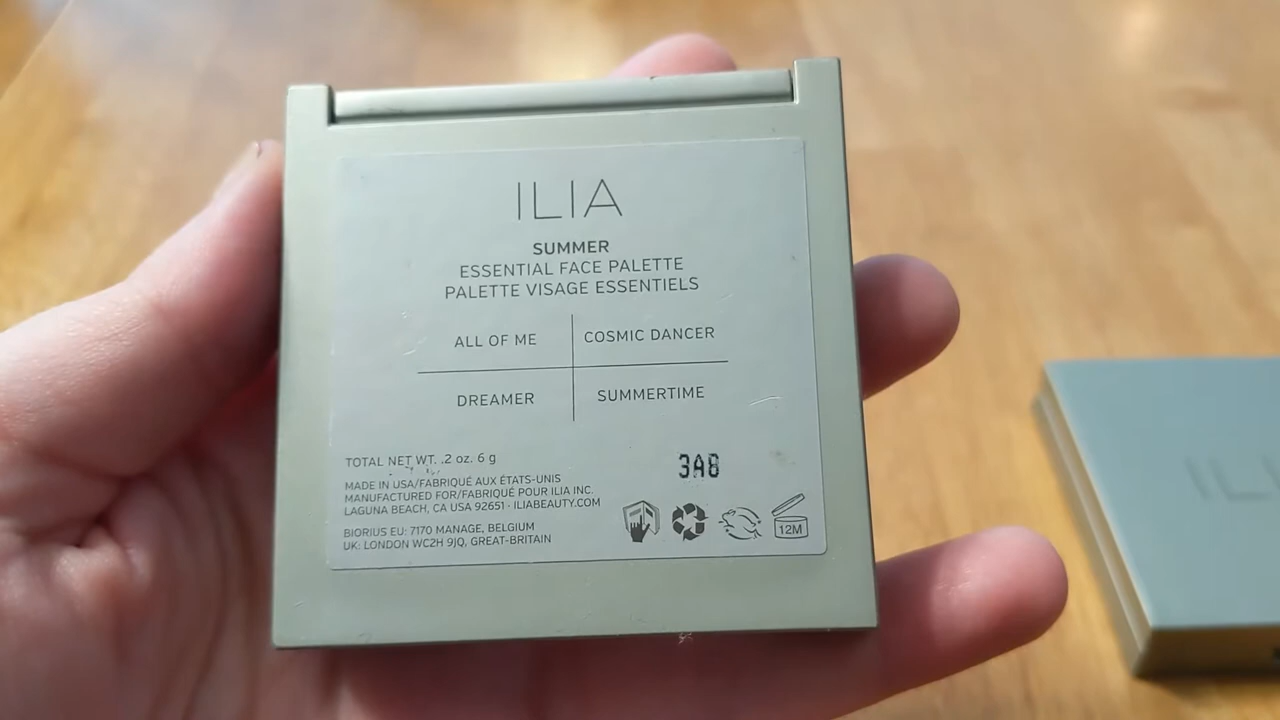 ILIA
SUMMER
ESSENTIAL FACE PALETTE
PALETTE VISAGE ESSENTIELS
ALL OF ME
COSMIC DANCER
DREAMER
SUMMERTIME
TOTAL NET WT. .2 oz. 6 g
3A8
MADE IN USA/FABRIQUÉ AUX ÉTATS-UNIS
MANUFACTURED FOR/FABRIQUÉ POUR ILIA INC.
LAGUNA BEACH, CA USA 92651 · ILIABEAUTY.COM
BIORIUS EU: 7170 MANAGE, BELGIUM
UK: LONDON WC2H 9JQ, GREAT-BRITAIN
12M
ILI